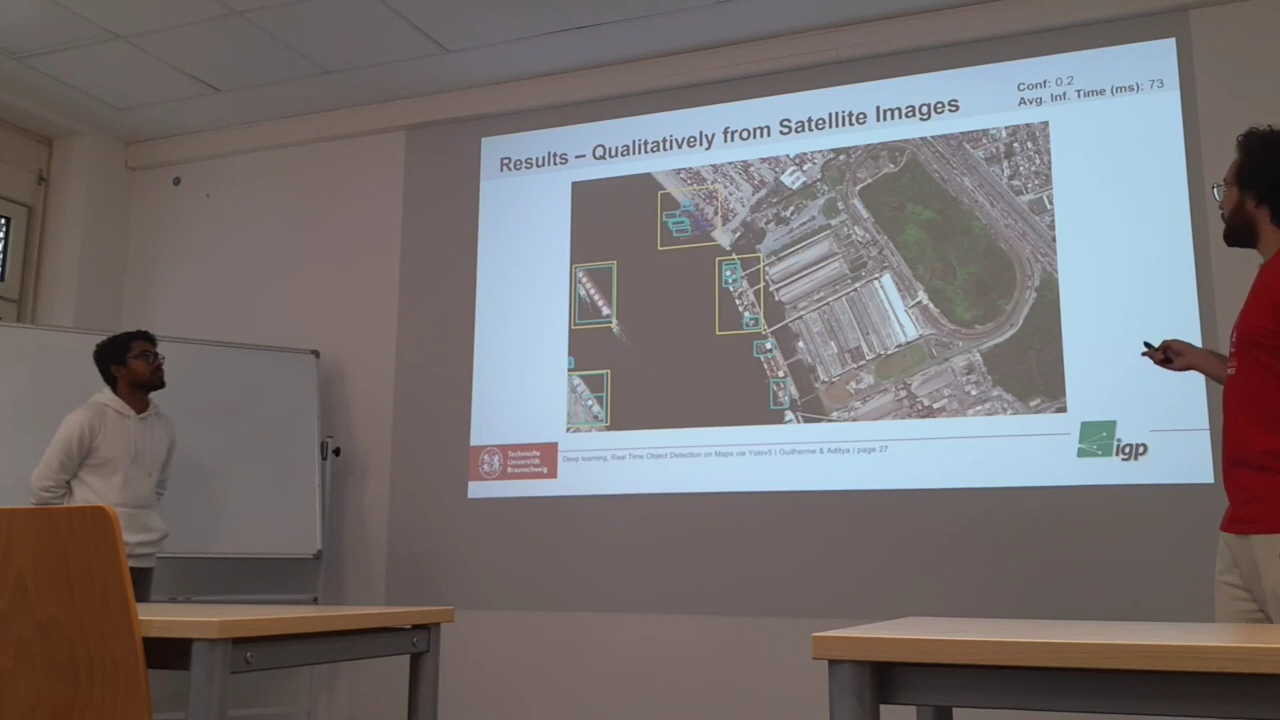 Conf: 0.2
Avg. Inf. Time (ms): 73
Results – Qualitatively from Satellite Images
Technische
Universität
Braunschweig
Deep learning: Real Time Object Detection on Maps via Yolov5 | Guilherme & Aditya | page 27
igp